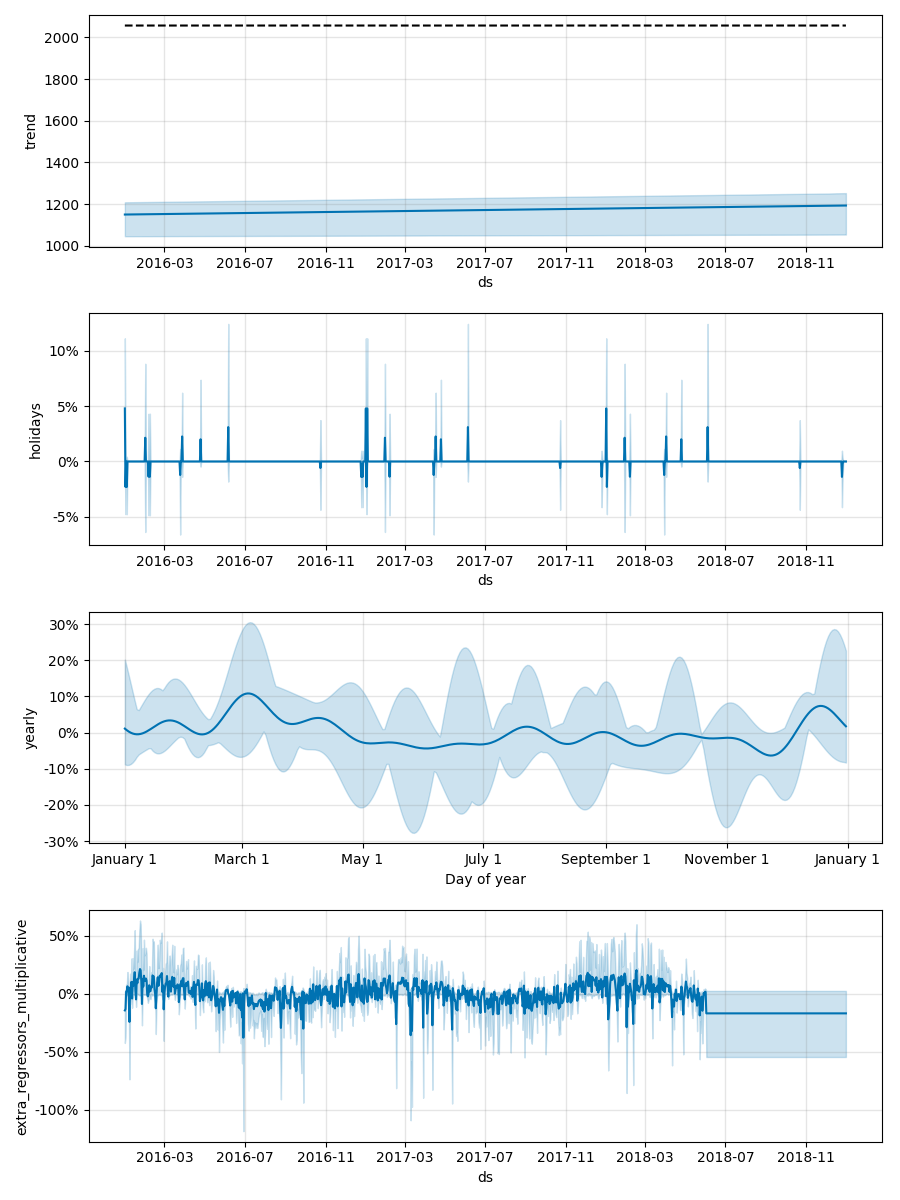 trend
2000
1800
1600
1400
1200
1000
2016-03 2016-07 2016-11 2017-03 2017-07 2017-11 2018-03 2018-07 2018-11
ds
holidays
10%
5%
0%
-5%
2016-03 2016-07 2016-11 2017-03 2017-07 2017-11 2018-03 2018-07 2018-11
ds
yearly
30%
20%
10%
0%
-10%
-20%
-30%
January 1 March 1 May 1 July 1 September 1 November 1 January 1
Day of year
extra_regressors_multiplicative
50%
0%
-50%
-100%
2016-03 2016-07 2016-11 2017-03 2017-07 2017-11 2018-03 2018-07 2018-11
ds